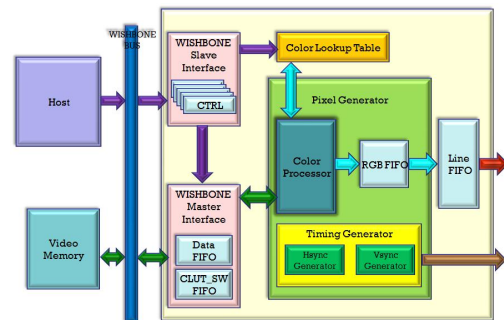 WISHBONE
BUS
Host
Video
Memory
WISHBONE
Slave
Interface
CTRL
WISHBONE
Master
Interface
Data
FIFO
CLUT_SW
FIFO
Color Lookup Table
Pixel Generator
Color
Processor
RGB FIFO
Line
FIFO
Timing Generator
Hsync
Generator
Vsync
Generator